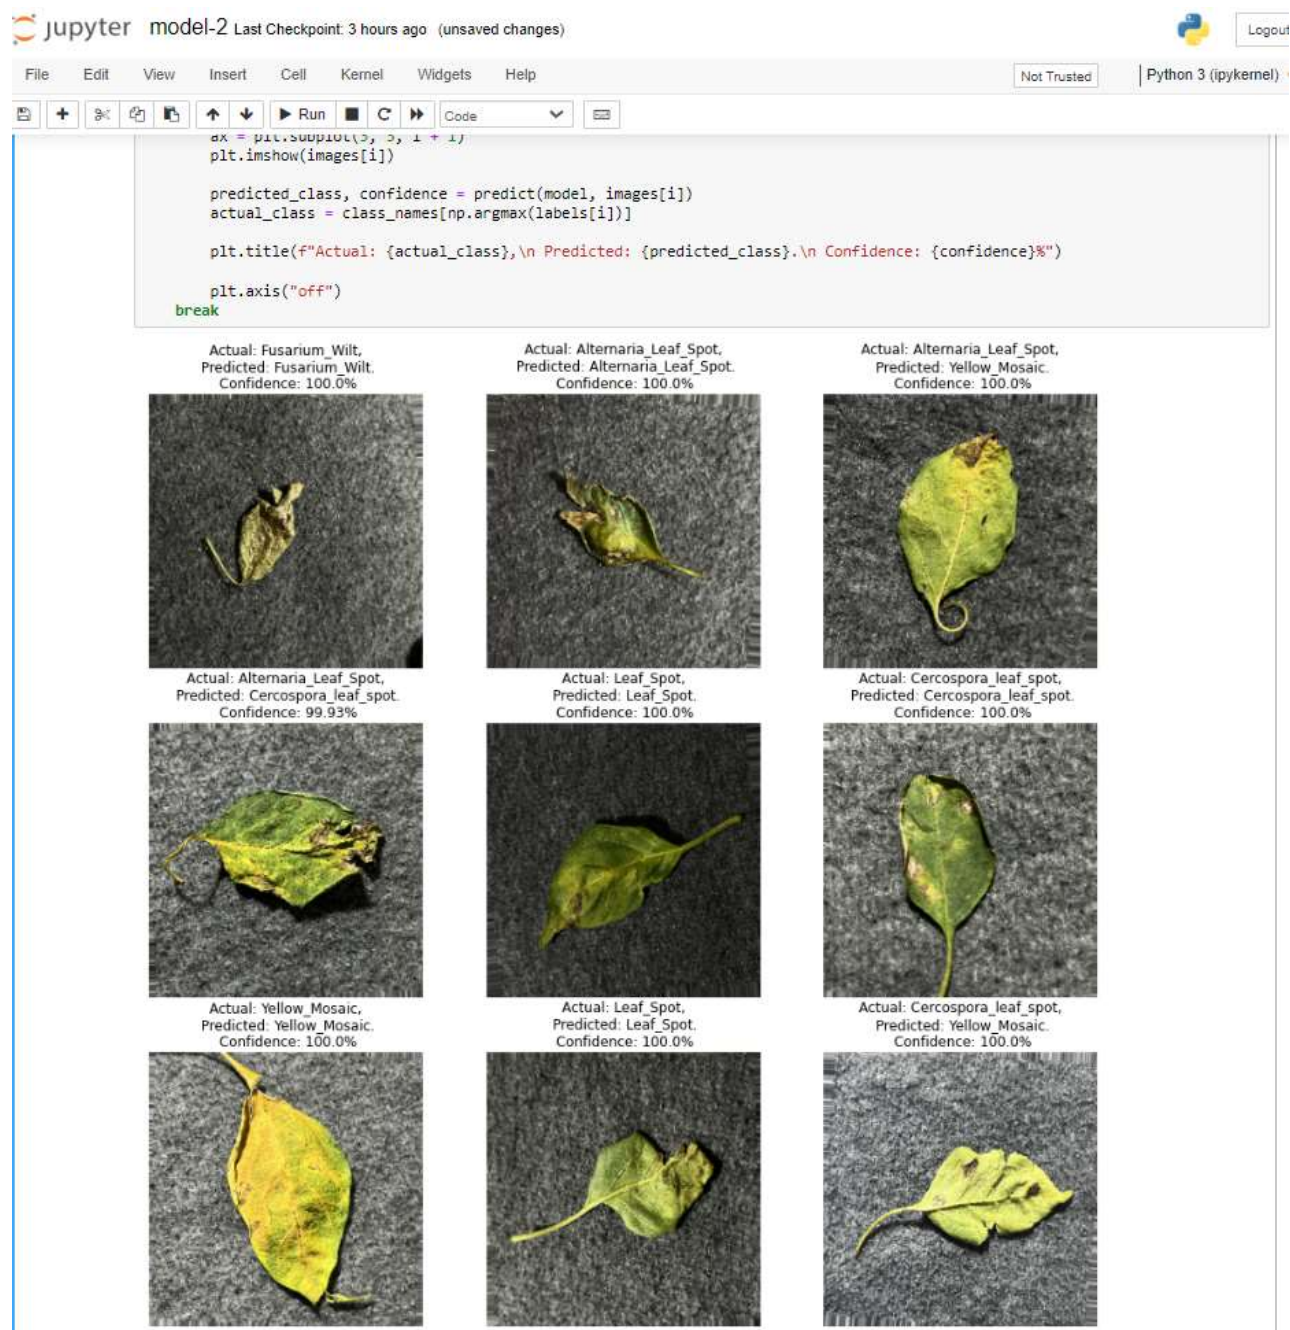 jupyter model-2 Last Checkpoint: 3 hours ago (unsaved changes)
Logout
File Edit View Insert Cell Kernel Widgets Help
Not Trusted
Python 3 (ipykernel)
Run
Code
ax = plt.subplot(3, 3, i + 1)
plt.imshow(images[i])
predicted_class, confidence = predict(model, images[i])
actual_class = class_names[np.argmax(labels[i])]
plt.title(f"Actual: {actual_class},\n Predicted: {predicted_class}.\n Confidence: {confidence}%")
plt.axis("off")
break
Actual: Fusarium_Wilt,
Predicted: Fusarium_Wilt.
Confidence: 100.0%
Actual: Alternaria_Leaf_Spot,
Predicted: Alternaria_Leaf_Spot.
Confidence: 100.0%
Actual: Alternaria_Leaf_Spot,
Predicted: Yellow_Mosaic.
Confidence: 100.0%
Actual: Alternaria_Leaf_Spot,
Predicted: Cercospora_leaf_spot.
Confidence: 99.93%
Actual: Leaf_Spot,
Predicted: Leaf_Spot.
Confidence: 100.0%
Actual: Cercospora_leaf_spot,
Predicted: Cercospora_leaf_spot.
Confidence: 100.0%
Actual: Yellow_Mosaic,
Predicted: Yellow_Mosaic.
Confidence: 100.0%
Actual: Leaf_Spot,
Predicted: Leaf_Spot.
Confidence: 100.0%
Actual: Cercospora_leaf_spot,
Predicted: Yellow_Mosaic.
Confidence: 100.0%